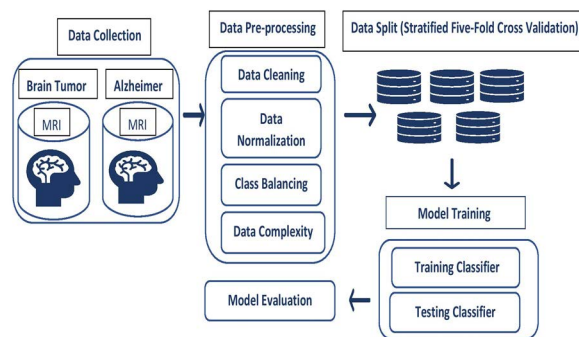 Data Collection
Brain Tumor
Alzheimer
MRI
MRI
Data Pre-processing
Data Cleaning
Data
Normalization
Class Balancing
Data Complexity
Data Split (Stratified Five-Fold Cross Validation)
Model Training
Training Classifier
Testing Classifier
Model Evaluation